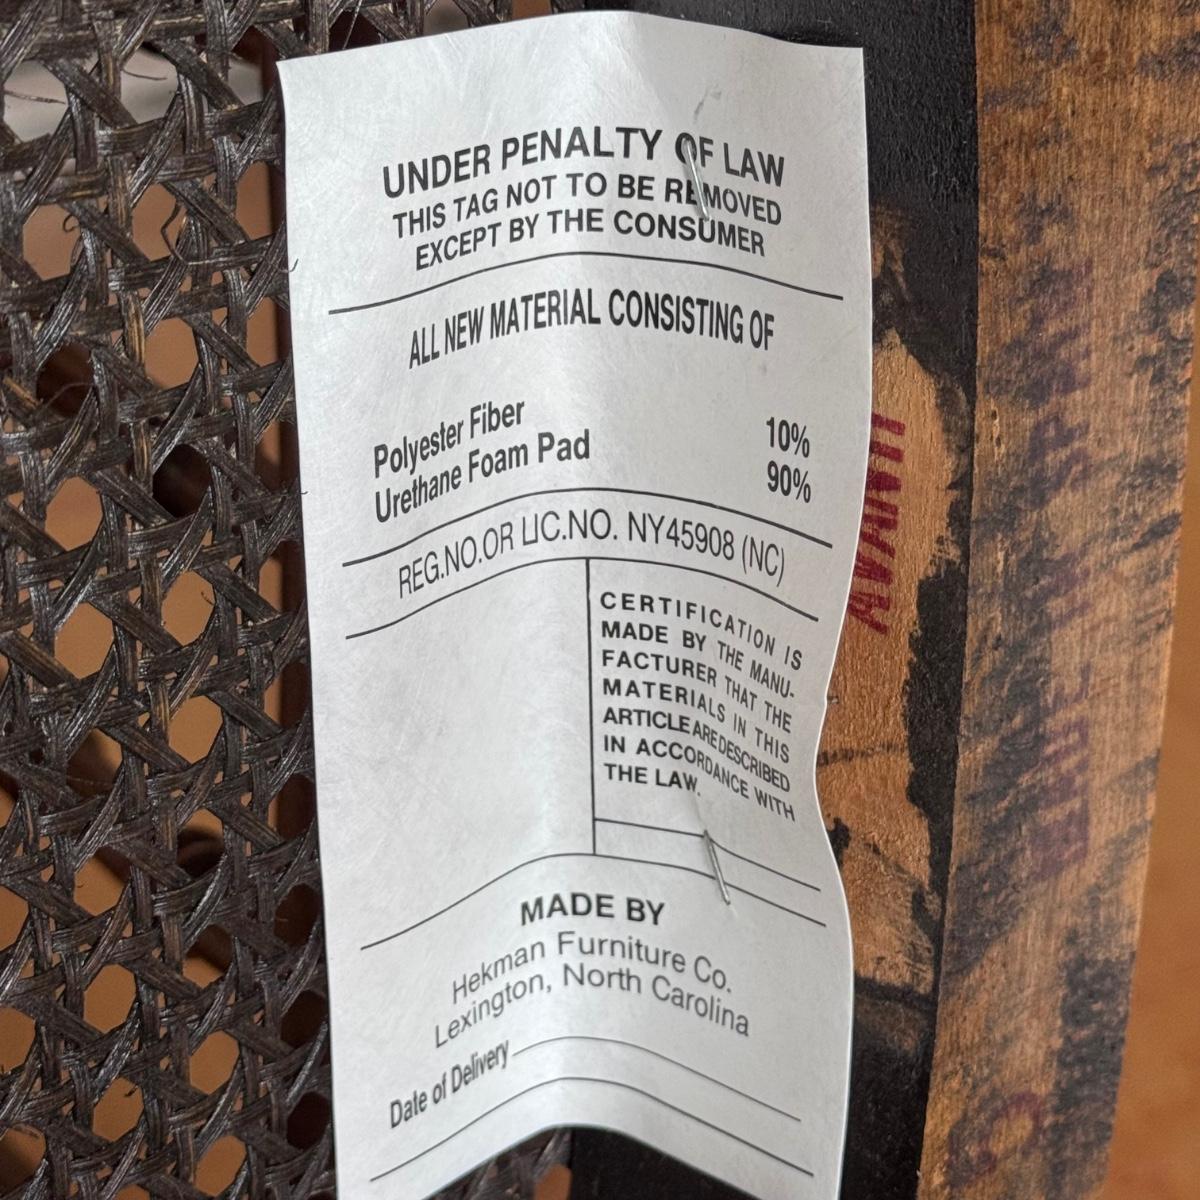 UNDER PENALTY OF LAW
THIS TAG NOT TO BE REMOVED
EXCEPT BY THE CONSUMER
ALL NEW MATERIAL CONSISTING OF
Polyester Fiber 10%
Urethane Foam Pad 90%
REG.NO.OR LIC.NO. NY45908 (NC)
CERTIFICATION IS
MADE BY THE MANU-
FACTURER THAT THE
MATERIALS IN THIS
ARTICLE ARE DESCRIBED
IN ACCORDANCE WITH
THE LAW.
MADE BY
Hekman Furniture Co.
Lexington, North Carolina
Date of Delivery